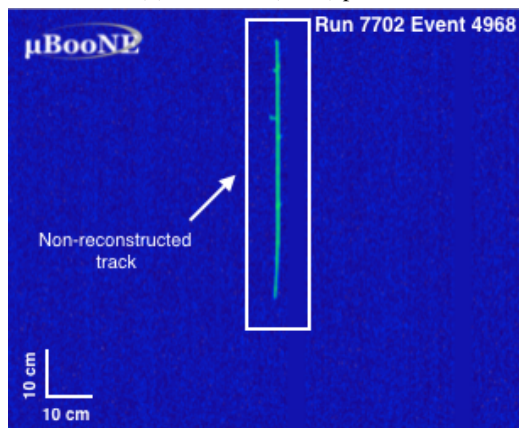 µBooNE
Run 7702 Event 4968
Non-reconstructed
track
10 cm
10 cm